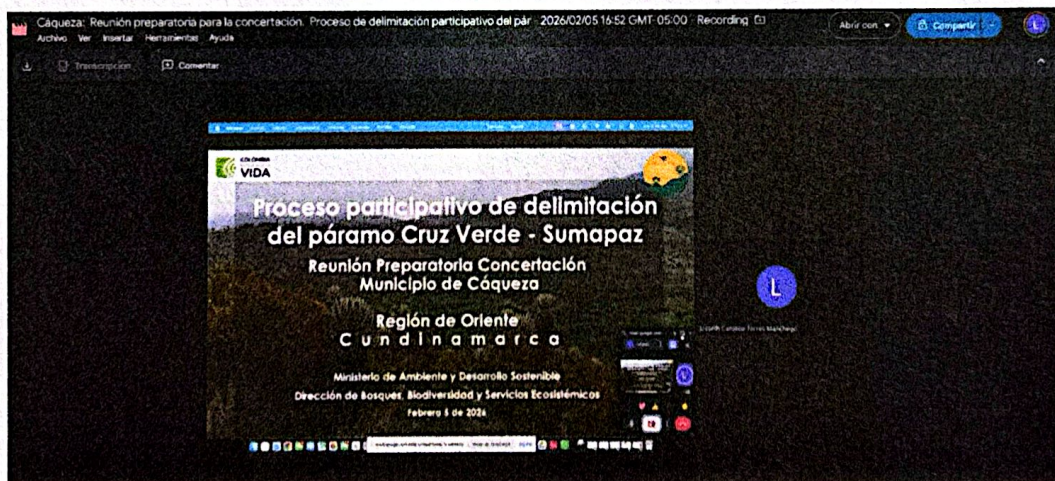 Cáqueza: Reunión preparatoria para la concertación. Proceso de delimitación participativo del pár - 2026/02/05 16:52 GMT-05:00 - Recording
Abrir con
Compartir
L
Archivo Ver Insertar Herramientas Ayuda
Transcripción
Comentar
COLOMBIA
VIDA
Proceso participativo de delimitación
del páramo Cruz Verde - Sumapaz
Reunión Preparatoria Concertación
Municipio de Cáqueza
L
Región de Oriente
Cundinamarca
Ministerio de Ambiente y Desarrollo Sostenible
Dirección de Bosques, Biodiversidad y Servicios Ecosistémicos
Febrero 5 de 2026